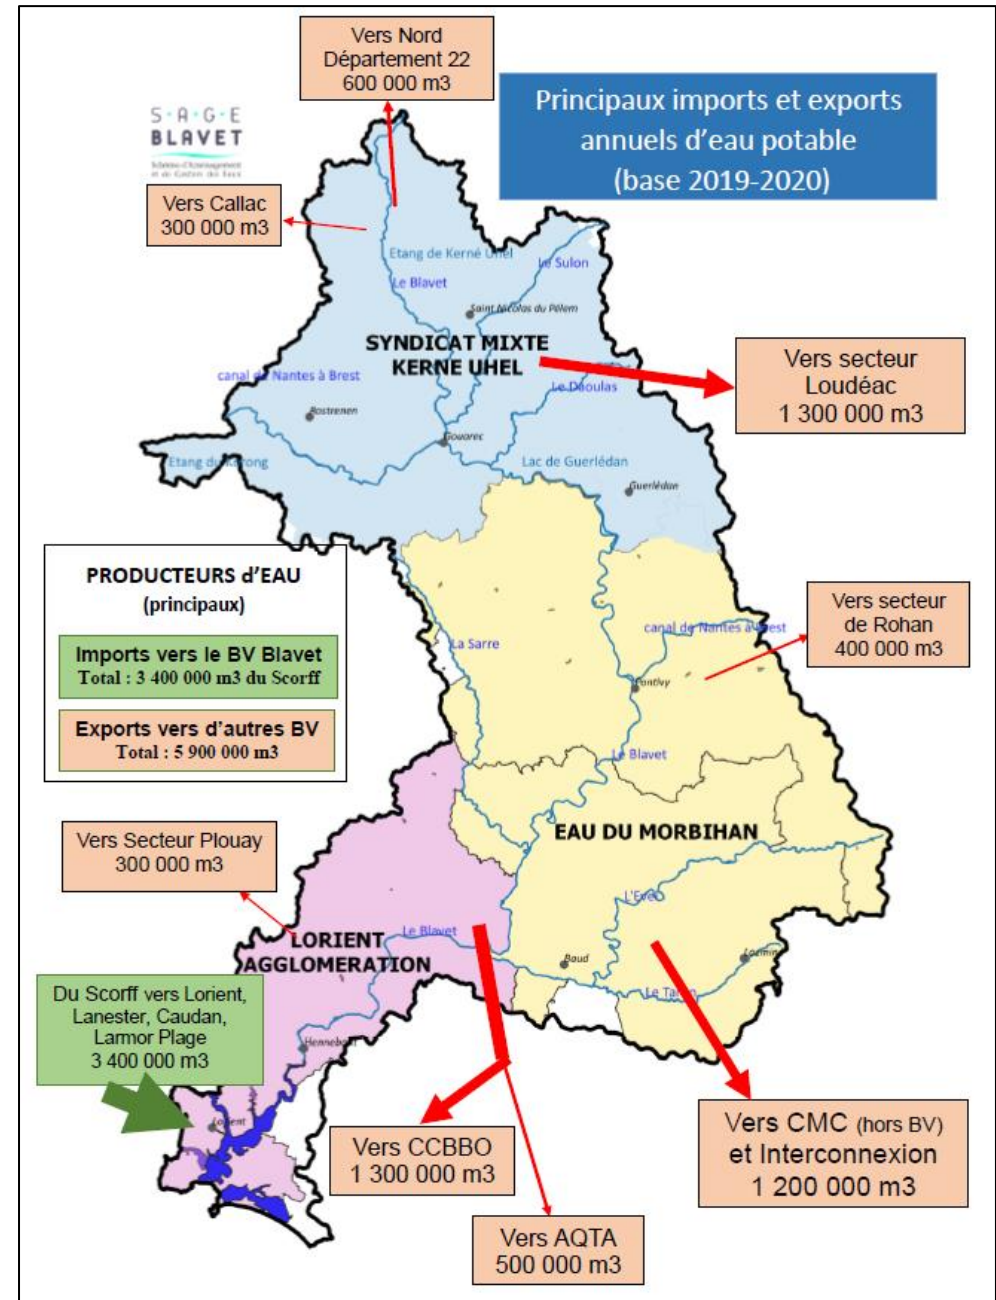 Vers Nord
Département 22
600 000 m3
Principaux imports et exports
annuels d'eau potable
(base 2019-2020)
S·A·G·E
BLAVET
Schéma d'Aménagement
et de Gestion des Eaux
Vers Callac
300 000 m3
Etang de Kerné Uhel
Le Sulon
Le Blavet
Saint Nicolas du Pélem
SYNDICAT MIXTE
KERNE UHEL
Vers secteur
Loudéac
1 300 000 m3
canal de Nantes à Brest
Le Daoulas
Rostrenen
Gouarec
Etang du Korong
Lac de Guerlédan
Guerlédan
PRODUCTEURS d'EAU
(principaux)
Imports vers le BV Blavet
Total : 3 400 000 m3 du Scorff
Exports vers d'autres BV
Total : 5 900 000 m3
Vers secteur
de Rohan
400 000 m3
canal de Nantes à Brest
La Sarre
Pontivy
Le Blavet
EAU DU MORBIHAN
Vers Secteur Plouay
300 000 m3
L'Evel
LORIENT
AGGLOMERATION
Le Blavet
Baud
Locmin
Le Tarun
Du Scorff vers Lorient,
Lanester, Caudan,
Larmor Plage
3 400 000 m3
Hennebont
Lorient
Vers CCBBO
1 300 000 m3
Vers CMC (hors BV)
et Interconnexion
1 200 000 m3
Vers AQTA
500 000 m3